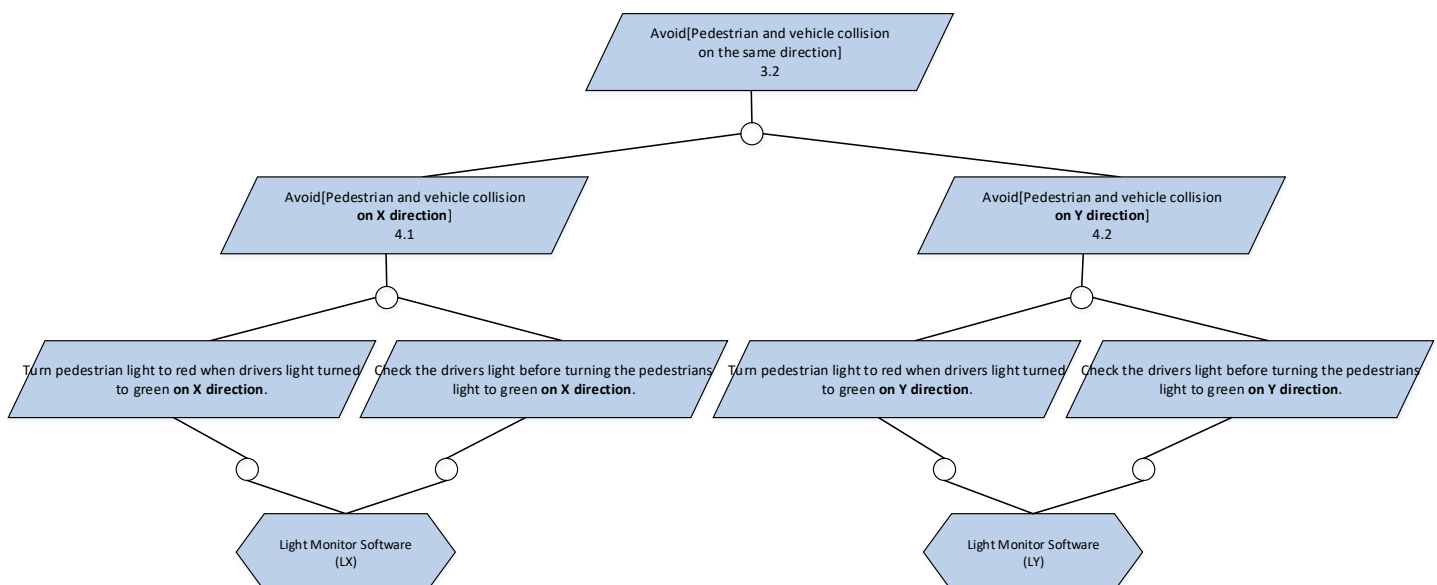 Avoid[Pedestrian and vehicle collision
on the same direction]
3.2
Avoid[Pedestrian and vehicle collision
on X direction]
4.1
Avoid[Pedestrian and vehicle collision
on Y direction]
4.2
Turn pedestrian light to red when drivers light turned
to green on X direction.
Check the drivers light before turning the pedestrians
light to green on X direction.
Turn pedestrian light to red when drivers light turned
to green on Y direction.
Check the drivers light before turning the pedestrians
light to green on Y direction.
Light Monitor Software
(LX)
Light Monitor Software
(LY)